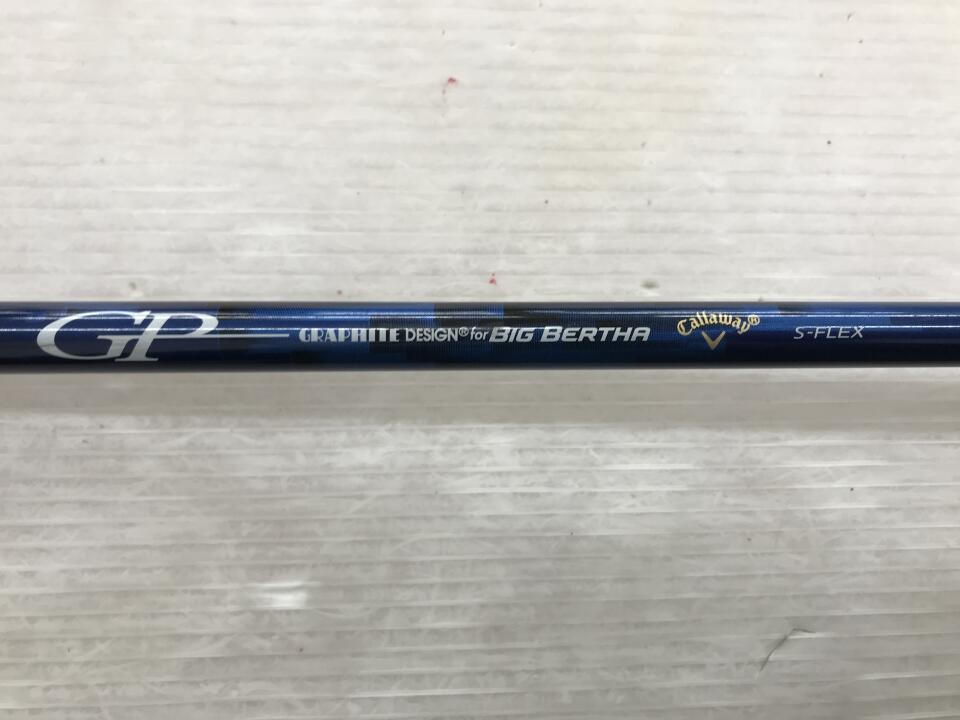 GP GRAPHITE DESIGN® for BIG BERTHA Callaway® S-FLEX